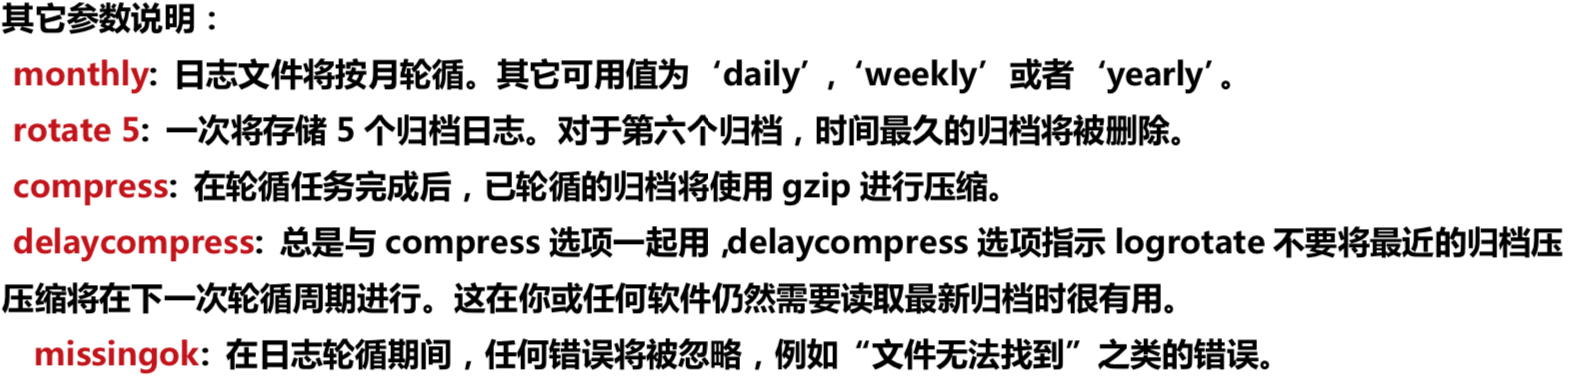 其它参数说明：
monthly: 日志文件将按月轮循。其它可用值为‘daily’，‘weekly’或者‘yearly’。
rotate 5: 一次将存储 5 个归档日志。对于第六个归档，时间最久的归档将被删除。
compress: 在轮循任务完成后，已轮循的归档将使用 gzip 进行压缩。
delaycompress: 总是与 compress 选项一起用 ,delaycompress 选项指示 logrotate 不要将最近的归档压
压缩将在下一次轮循周期进行。这在你或任何软件仍然需要读取最新归档时很有用。
missingok: 在日志轮循期间，任何错误将被忽略，例如“文件无法找到”之类的错误。